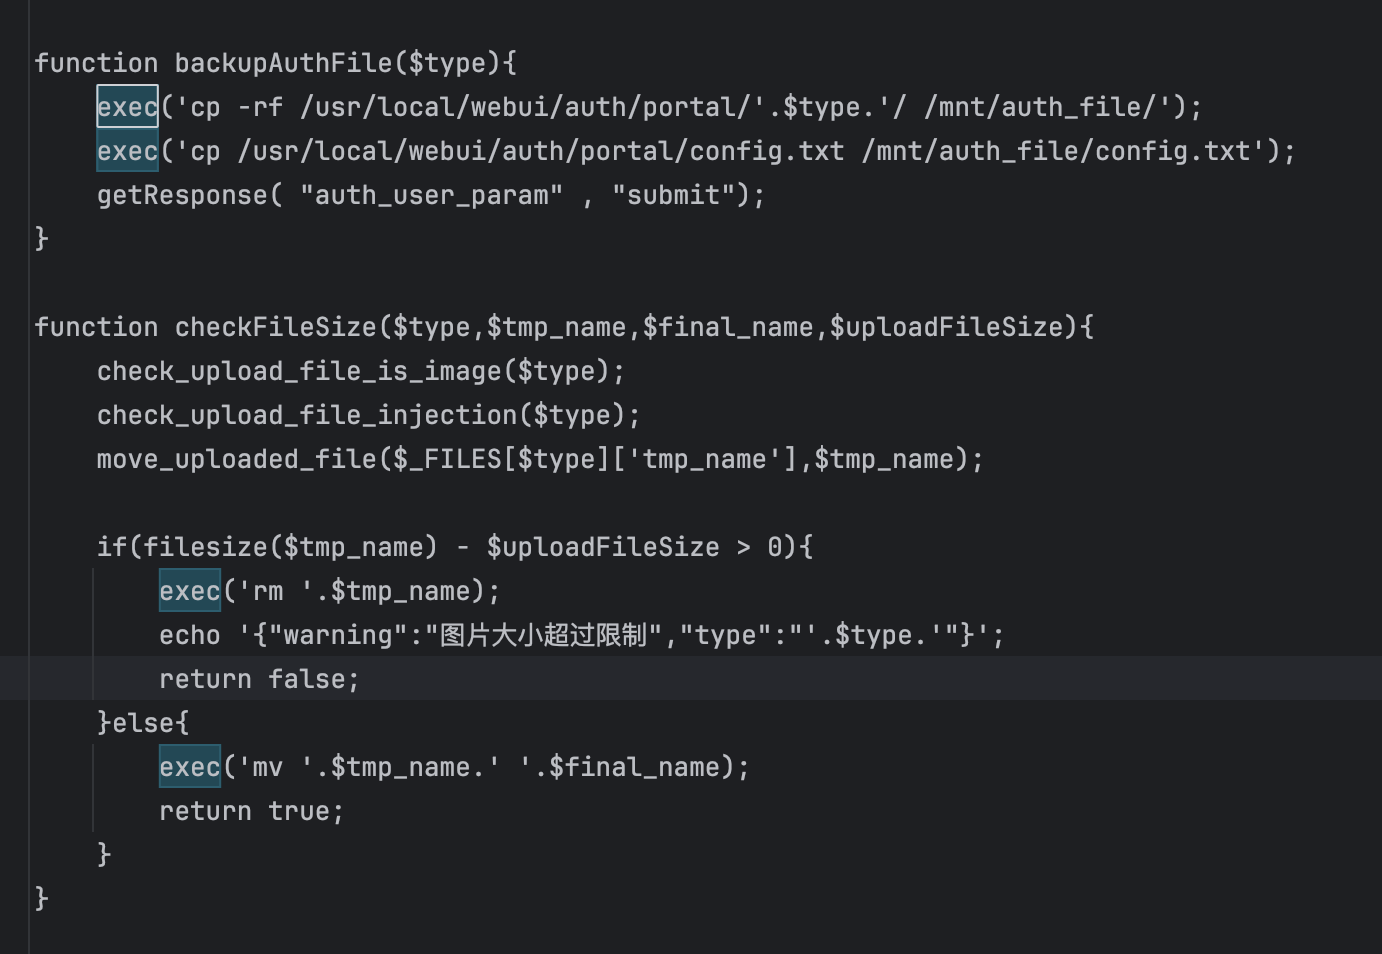 function backupAuthFile($type){
    exec('cp -rf /usr/local/webui/auth/portal/'.$type.'/ /mnt/auth_file/');
    exec('cp /usr/local/webui/auth/portal/config.txt /mnt/auth_file/config.txt');
    getResponse( "auth_user_param" , "submit");
}
function checkFileSize($type,$tmp_name,$final_name,$uploadFileSize){
    check_upload_file_is_image($type);
    check_upload_file_injection($type);
    move_uploaded_file($_FILES[$type]['tmp_name'],$tmp_name);
    if(filesize($tmp_name) - $uploadFileSize > 0){
        exec('rm '.$tmp_name);
        echo '{"warning":"图片大小超过限制","type":"'.$type.'"}';
        return false;
    }else{
        exec('mv '.$tmp_name.' '.$final_name);
        return true;
    }
}